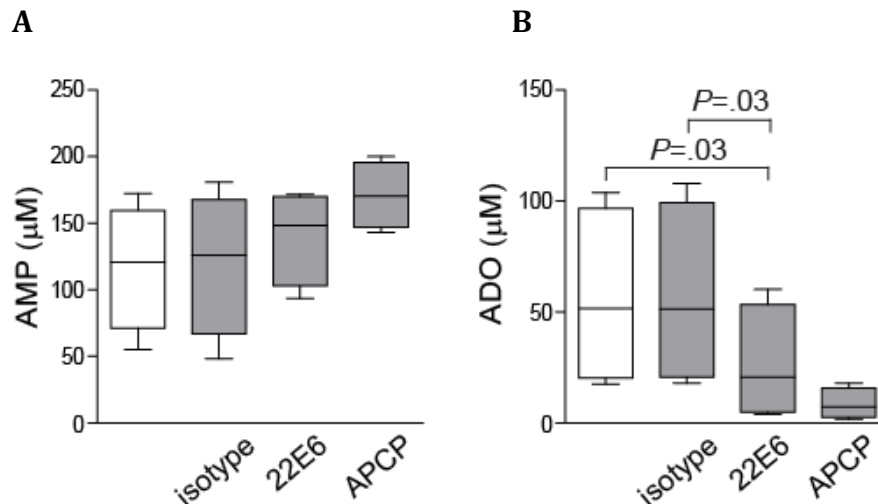 A
AMP (μM)
250
200
150
100
50
0
isotype
22E6
APCP
B
ADO (μM)
150
100
50
0
P=.03
P=.03
isotype
22E6
APCP